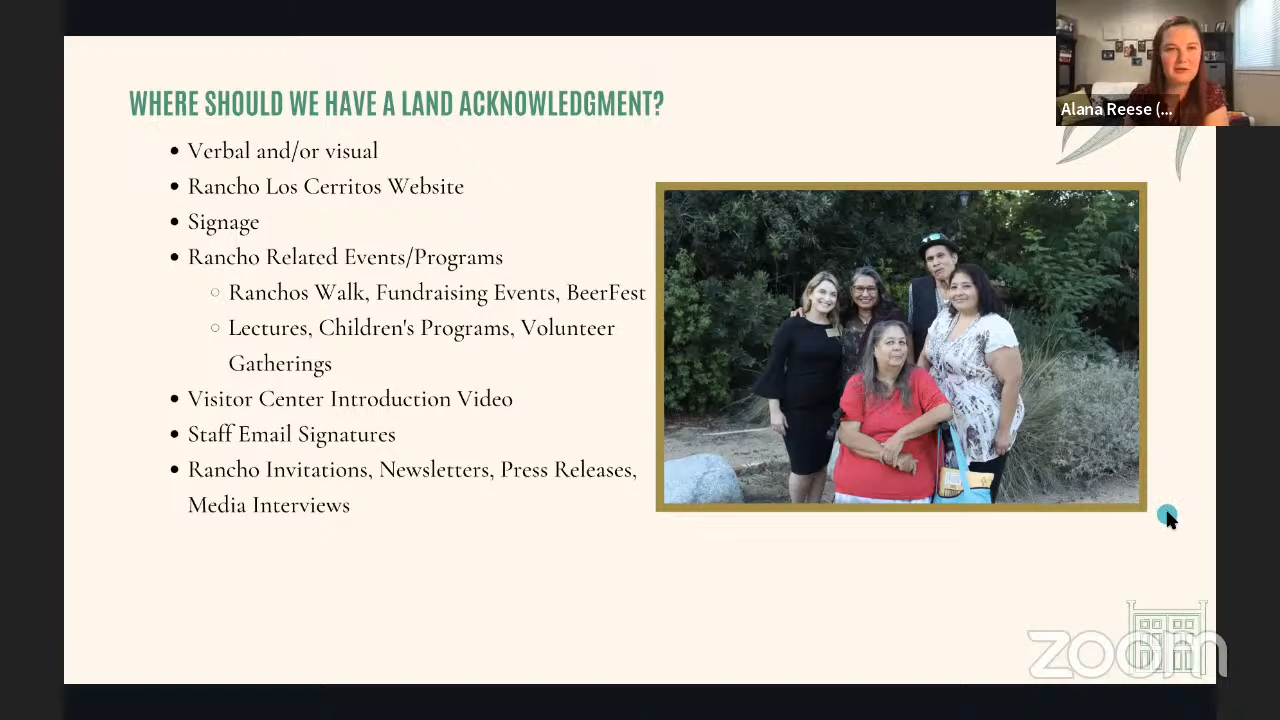 Alana Reese (...
WHERE SHOULD WE HAVE A LAND ACKNOWLEDGMENT?
Verbal and/or visual
Rancho Los Cerritos Website
Signage
Rancho Related Events/Programs
Ranchos Walk, Fundraising Events, BeerFest
Lectures, Children's Programs, Volunteer
Gatherings
Visitor Center Introduction Video
Staff Email Signatures
Rancho Invitations, Newsletters, Press Releases,
Media Interviews
zoom